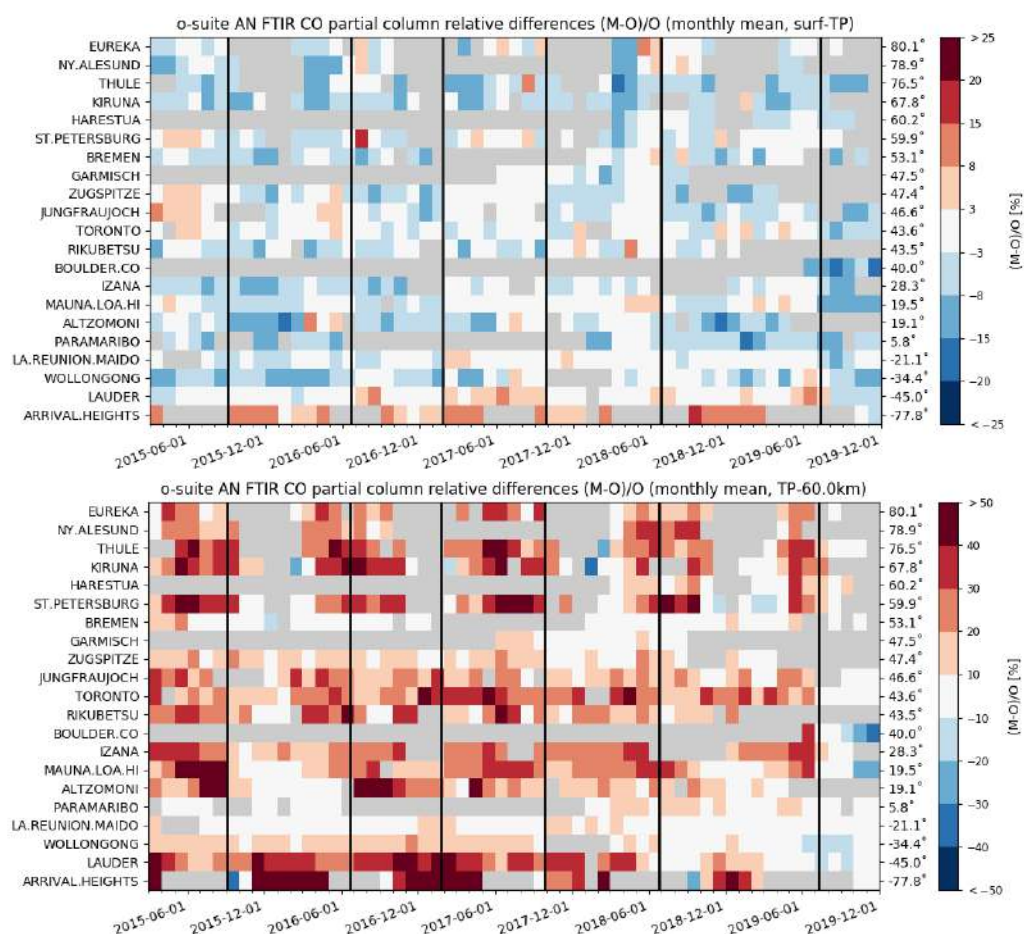 o-suite AN FTIR CO partial column relative differences (M-O)/O (monthly mean, surf-TP)
EUREKA 80.1°
NY.ALESUND 78.9°
THULE 76.5°
KIRUNA 67.8°
HARESTUA 60.2°
ST.PETERSBURG 59.9°
BREMEN 53.1°
GARMISCH 47.5°
ZUGSPITZE 47.4°
JUNGFRAUJOCH 46.6°
TORONTO 43.6°
RIKUBETSU 43.5°
BOULDER.CO 40.0°
IZANA 28.3°
MAUNA.LOA.HI 19.5°
ALTZOMONI 19.1°
PARAMARIBO 5.8°
LA.REUNION.MAIDO -21.1°
WOLLONGONG -34.4°
LAUDER -45.0°
ARRIVAL.HEIGHTS -77.8°
2015-06-01 2015-12-01 2016-06-01 2016-12-01 2017-06-01 2017-12-01 2018-06-01 2018-12-01 2019-06-01 2019-12-01
> 25
20
15
8
3
−3
−8
−15
−20
< −25
(M-O)/O [%]
o-suite AN FTIR CO partial column relative differences (M-O)/O (monthly mean, TP-60.0km)
EUREKA 80.1°
NY.ALESUND 78.9°
THULE 76.5°
KIRUNA 67.8°
HARESTUA 60.2°
ST.PETERSBURG 59.9°
BREMEN 53.1°
GARMISCH 47.5°
ZUGSPITZE 47.4°
JUNGFRAUJOCH 46.6°
TORONTO 43.6°
RIKUBETSU 43.5°
BOULDER.CO 40.0°
IZANA 28.3°
MAUNA.LOA.HI 19.5°
ALTZOMONI 19.1°
PARAMARIBO 5.8°
LA.REUNION.MAIDO -21.1°
WOLLONGONG -34.4°
LAUDER -45.0°
ARRIVAL.HEIGHTS -77.8°
2015-06-01 2015-12-01 2016-06-01 2016-12-01 2017-06-01 2017-12-01 2018-06-01 2018-12-01 2019-06-01 2019-12-01
> 50
40
30
20
10
−10
−20
−30
−40
< −50
(M-O)/O [%]